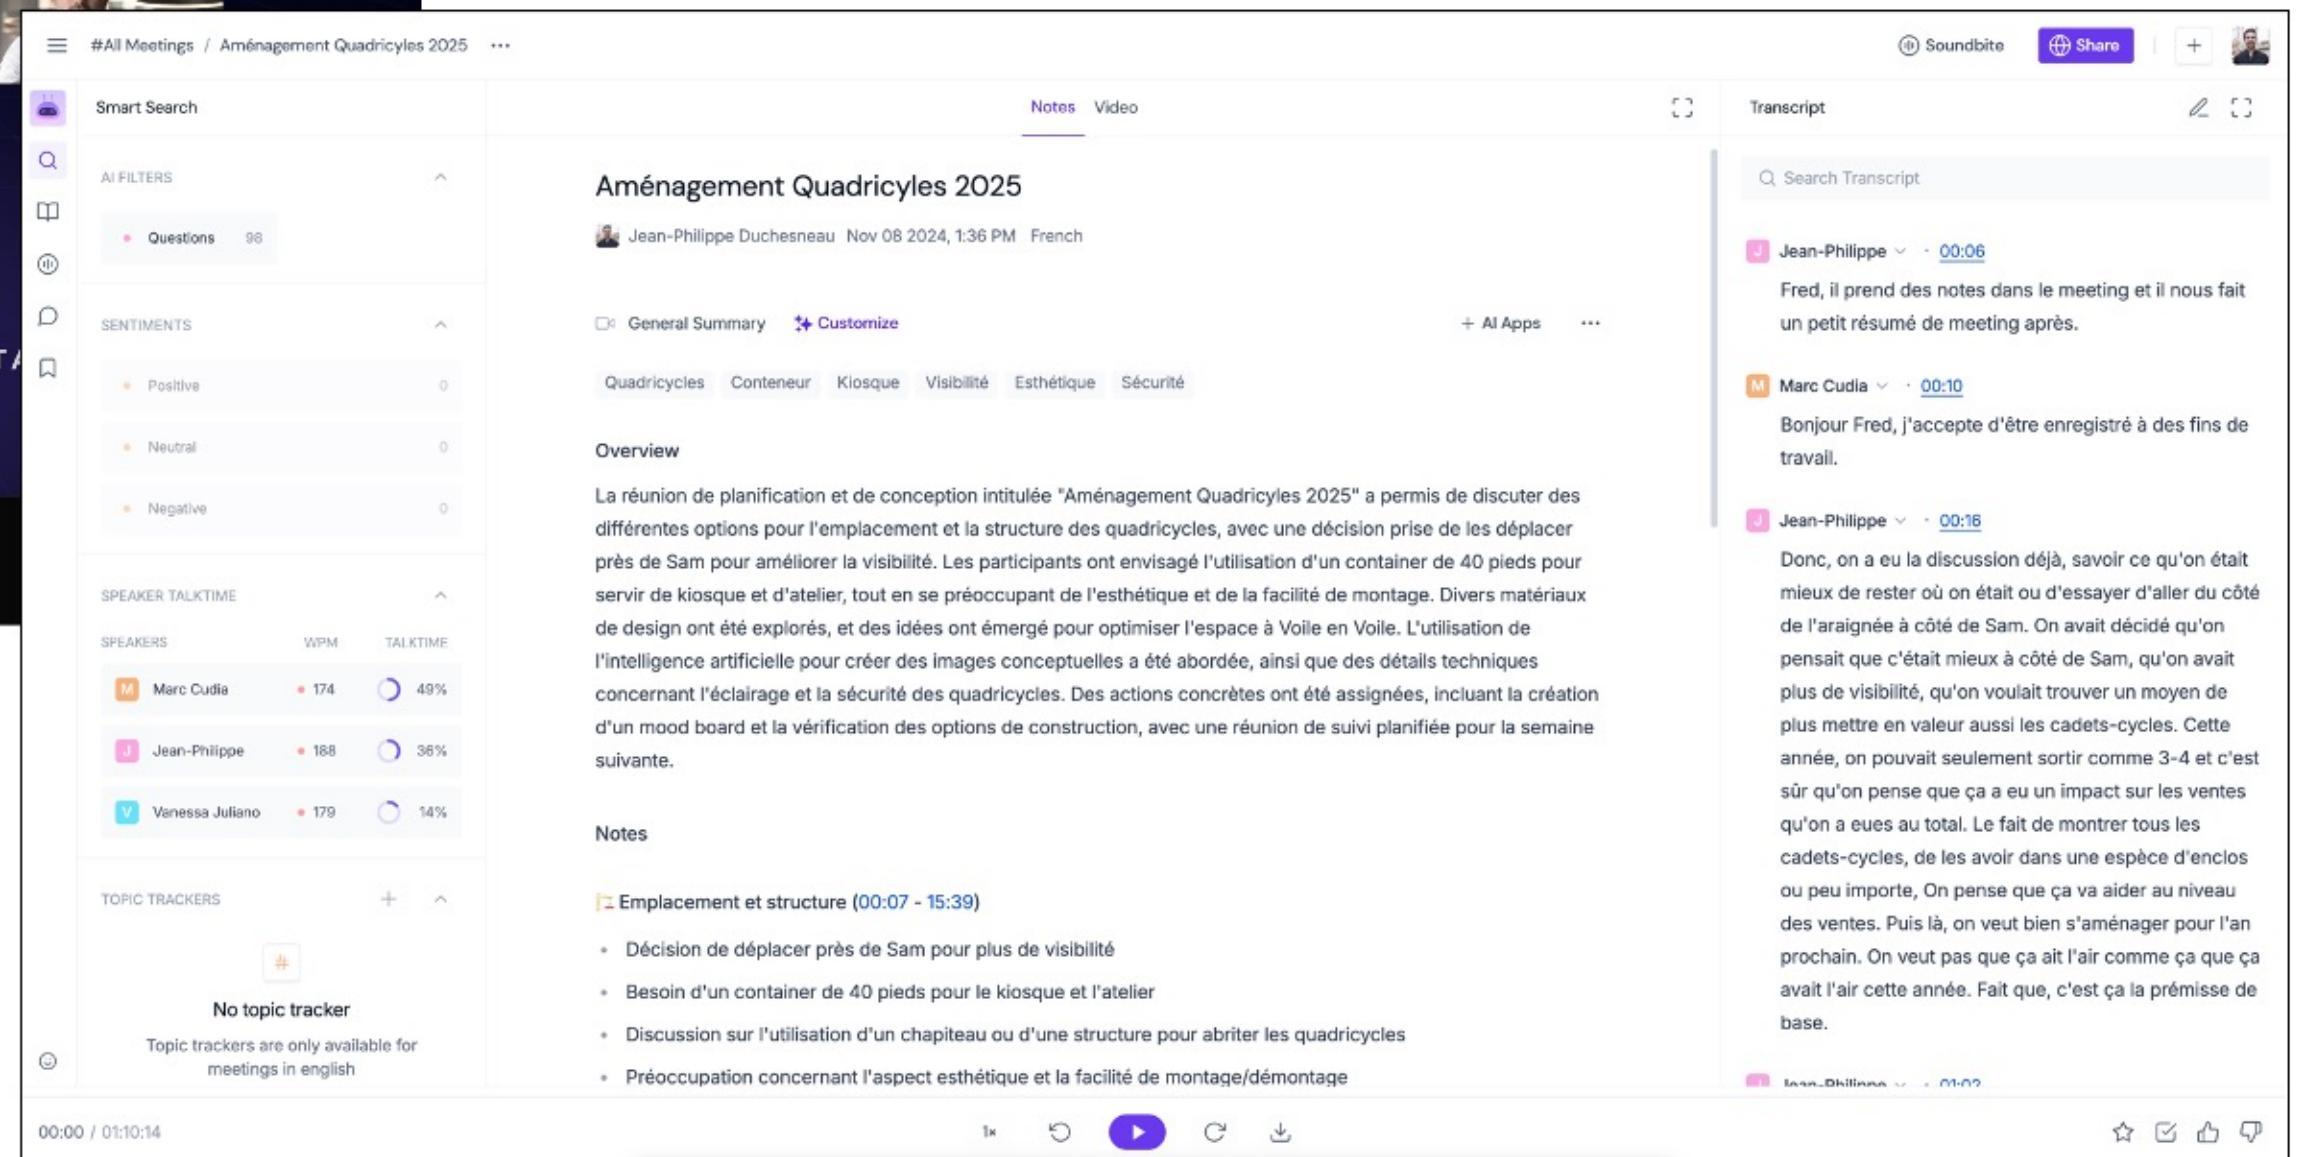 #All Meetings / Aménagement Quadricyles 2025 ...
Soundbite
Share
Smart Search
AI FILTERS
Questions 98
SENTIMENTS
Positive 0
Neutral 0
Negative 0
SPEAKER TALKTIME
SPEAKERS WPM TALKTIME
M Marc Cudia 174 49%
J Jean-Philippe 188 36%
V Vanessa Juliano 179 14%
TOPIC TRACKERS
#
No topic tracker
Topic trackers are only available for
meetings in english
Notes Video
Aménagement Quadricyles 2025
Jean-Philippe Duchesneau Nov 08 2024, 1:36 PM French
General Summary Customize
+ AI Apps ...
Quadricycles Conteneur Kiosque Visibilité Esthétique Sécurité
Overview
La réunion de planification et de conception intitulée "Aménagement Quadricyles 2025" a permis de discuter des
différentes options pour l'emplacement et la structure des quadricycles, avec une décision prise de les déplacer
près de Sam pour améliorer la visibilité. Les participants ont envisagé l'utilisation d'un container de 40 pieds pour
servir de kiosque et d'atelier, tout en se préoccupant de l'esthétique et de la facilité de montage. Divers matériaux
de design ont été explorés, et des idées ont émergé pour optimiser l'espace à Voile en Voile. L'utilisation de
l'intelligence artificielle pour créer des images conceptuelles a été abordée, ainsi que des détails techniques
concernant l'éclairage et la sécurité des quadricycles. Des actions concrètes ont été assignées, incluant la création
d'un mood board et la vérification des options de construction, avec une réunion de suivi planifiée pour la semaine
suivante.
Notes
Emplacement et structure (00:07 - 15:39)
• Décision de déplacer près de Sam pour plus de visibilité
• Besoin d'un container de 40 pieds pour le kiosque et l'atelier
• Discussion sur l'utilisation d'un chapiteau ou d'une structure pour abriter les quadricycles
• Préoccupation concernant l'aspect esthétique et la facilité de montage/démontage
Transcript
Search Transcript
J Jean-Philippe · 00:06
Fred, il prend des notes dans le meeting et il nous fait
un petit résumé de meeting après.
M Marc Cudia · 00:10
Bonjour Fred, j'accepte d'être enregistré à des fins de
travail.
J Jean-Philippe · 00:16
Donc, on a eu la discussion déjà, savoir ce qu'on était
mieux de rester où on était ou d'essayer d'aller du côté
de l'araignée à côté de Sam. On avait décidé qu'on
pensait que c'était mieux à côté de Sam, qu'on avait
plus de visibilité, qu'on voulait trouver un moyen de
plus mettre en valeur aussi les cadets-cycles. Cette
année, on pouvait seulement sortir comme 3-4 et c'est
sûr qu'on pense que ça a eu un impact sur les ventes
qu'on a eues au total. Le fait de montrer tous les
cadets-cycles, de les avoir dans une espèce d'enclos
ou peu importe, On pense que ça va aider au niveau
des ventes. Puis là, on veut bien s'aménager pour l'an
prochain. On veut pas que ça ait l'air comme ça que ça
avait l'air cette année. Fait que, c'est ça la prémisse de
base.
Jean-Philippe · 01:02
00:00 / 01:10:14
1x